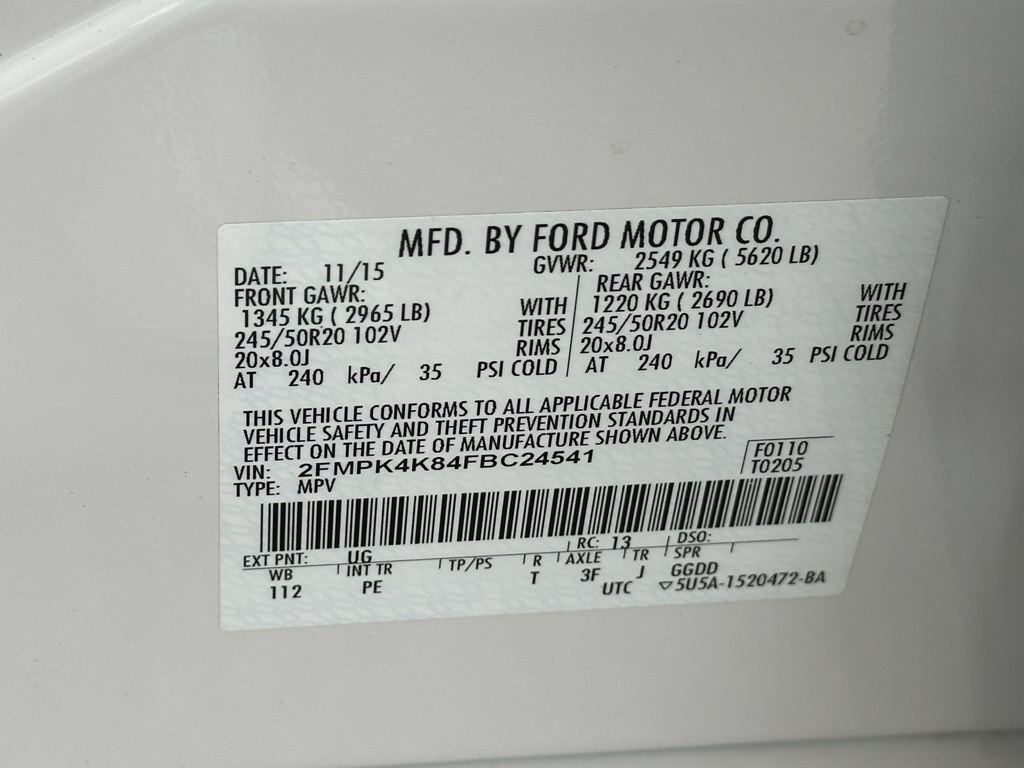 MFD. BY FORD MOTOR CO.
DATE: 11/15 GVWR: 2549 KG ( 5620 LB)
FRONT GAWR: REAR GAWR:
1345 KG ( 2965 LB) WITH 1220 KG ( 2690 LB) WITH
245/50R20 102V TIRES 245/50R20 102V TIRES
20x8.0J RIMS 20x8.0J RIMS
AT 240 kPa/ 35 PSI COLD AT 240 kPa/ 35 PSI COLD
THIS VEHICLE CONFORMS TO ALL APPLICABLE FEDERAL MOTOR
VEHICLE SAFETY AND THEFT PREVENTION STANDARDS IN
EFFECT ON THE DATE OF MANUFACTURE SHOWN ABOVE.
VIN: 2FMPK4K84FBC24541 F0110
TYPE: MPV T0205
EXT PNT: UG RC: 13 DSO:
WB INT TR TP/PS R AXLE TR SPR
112 PE T 3F J GGDD
UTC ▽5U5A-1520472-BA